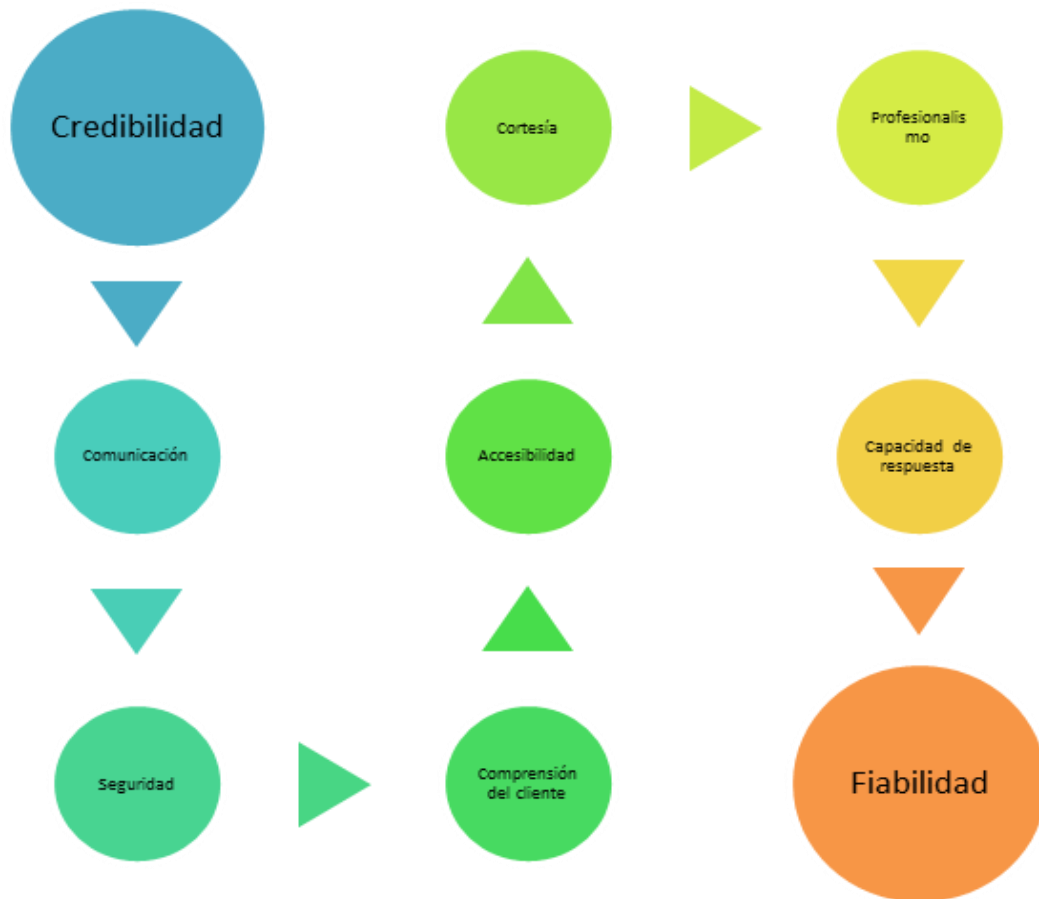 Credibilidad
Comunicación
Seguridad
Comprensión
del cliente
Accesibilidad
Cortesía
Profesionalis
mo
Capacidad de
respuesta
Fiabilidad